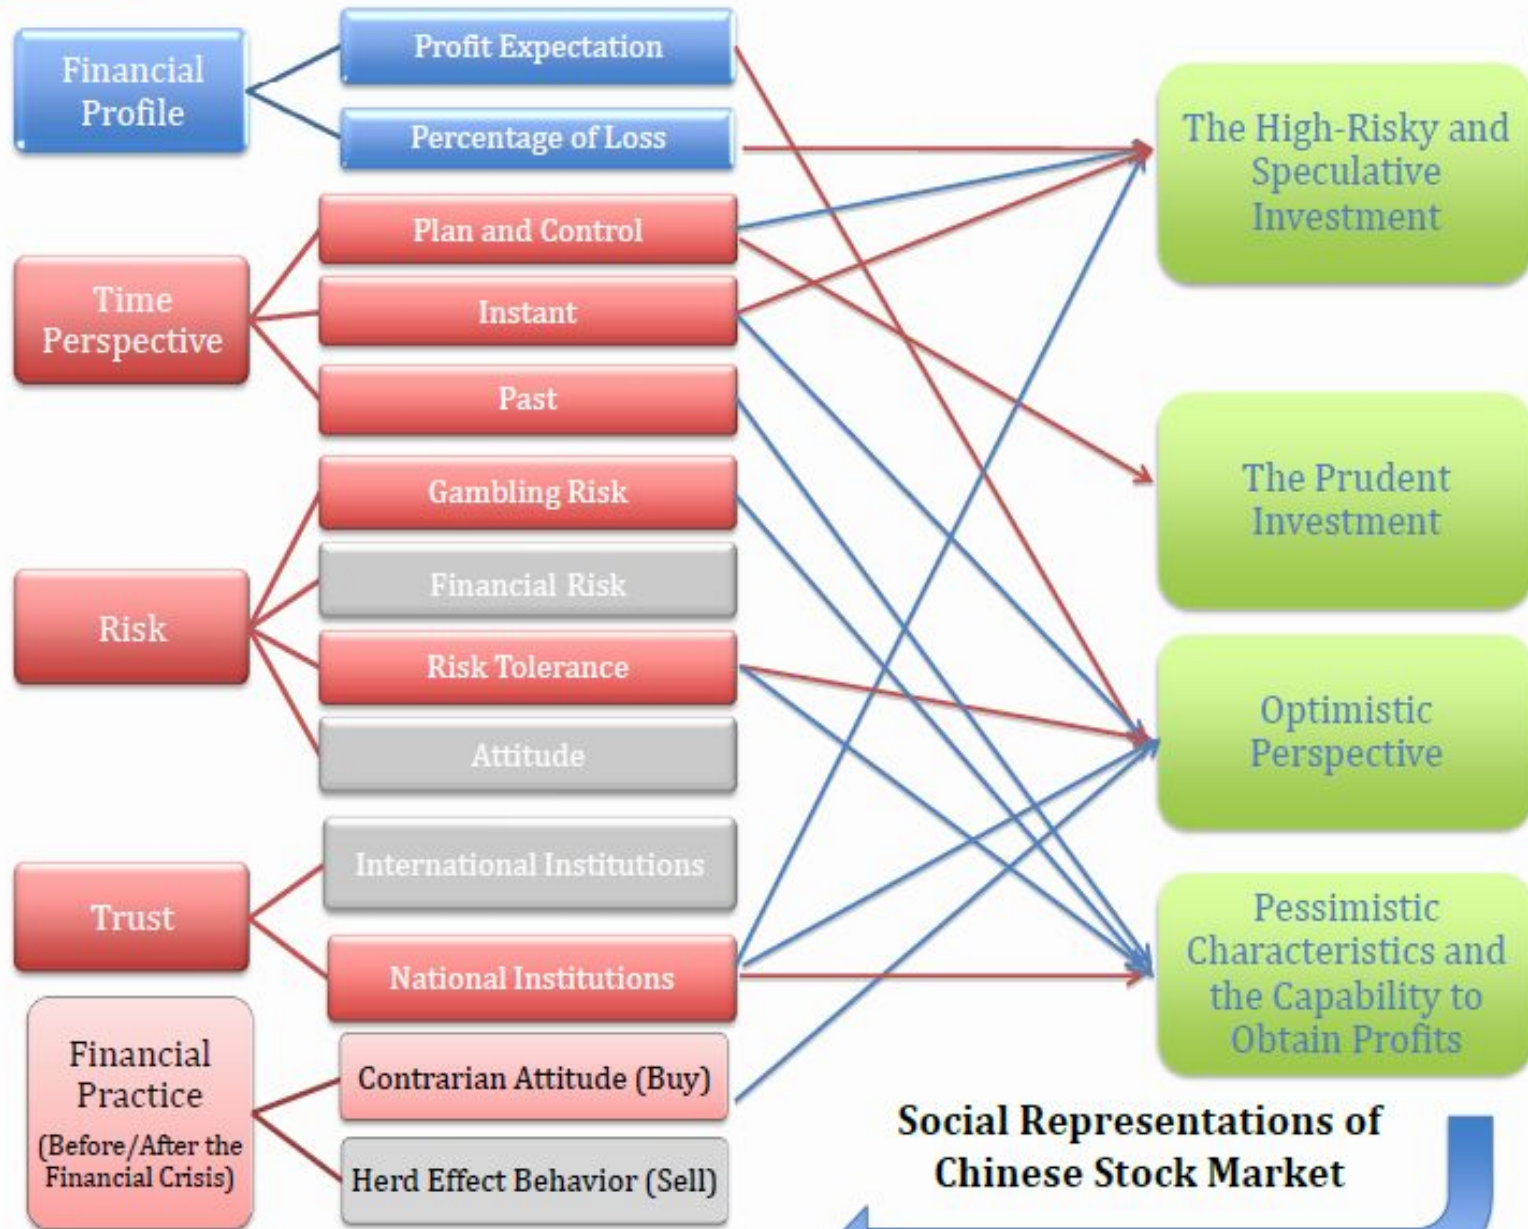 Financial
Profile
Profit Expectation
Percentage of Loss
Time
Perspective
Plan and Control
Instant
Past
Risk
Gambling Risk
Financial Risk
Risk Tolerance
Attitude
Trust
International Institutions
National Institutions
Financial
Practice
(Before/After the
Financial Crisis)
Contrarian Attitude (Buy)
Herd Effect Behavior (Sell)
The High-Risky and
Speculative
Investment
The Prudent
Investment
Optimistic
Perspective
Pessimistic
Characteristics and
the Capability to
Obtain Profits
Social Representations of
Chinese Stock Market